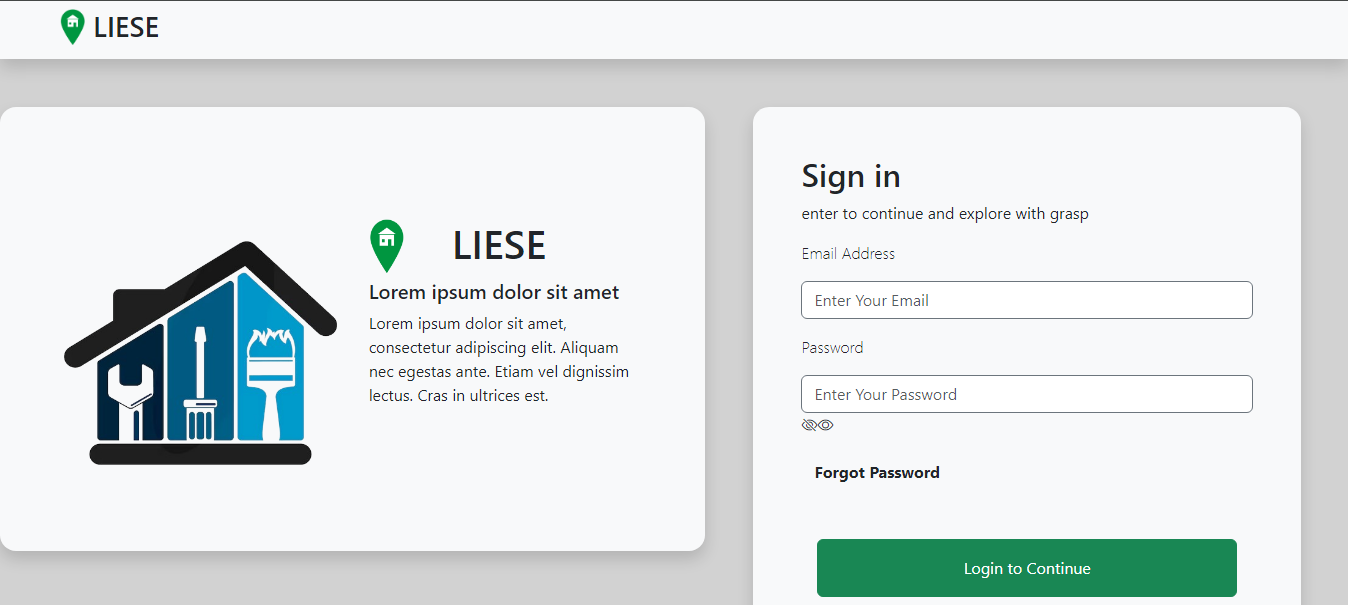 LIESE
LIESE
Lorem ipsum dolor sit amet
Lorem ipsum dolor sit amet,
consectetur adipiscing elit. Aliquam
nec egestas ante. Etiam vel dignissim
lectus. Cras in ultrices est.
Sign in
enter to continue and explore with grasp
Email Address
Enter Your Email
Password
Enter Your Password
Forgot Password
Login to Continue